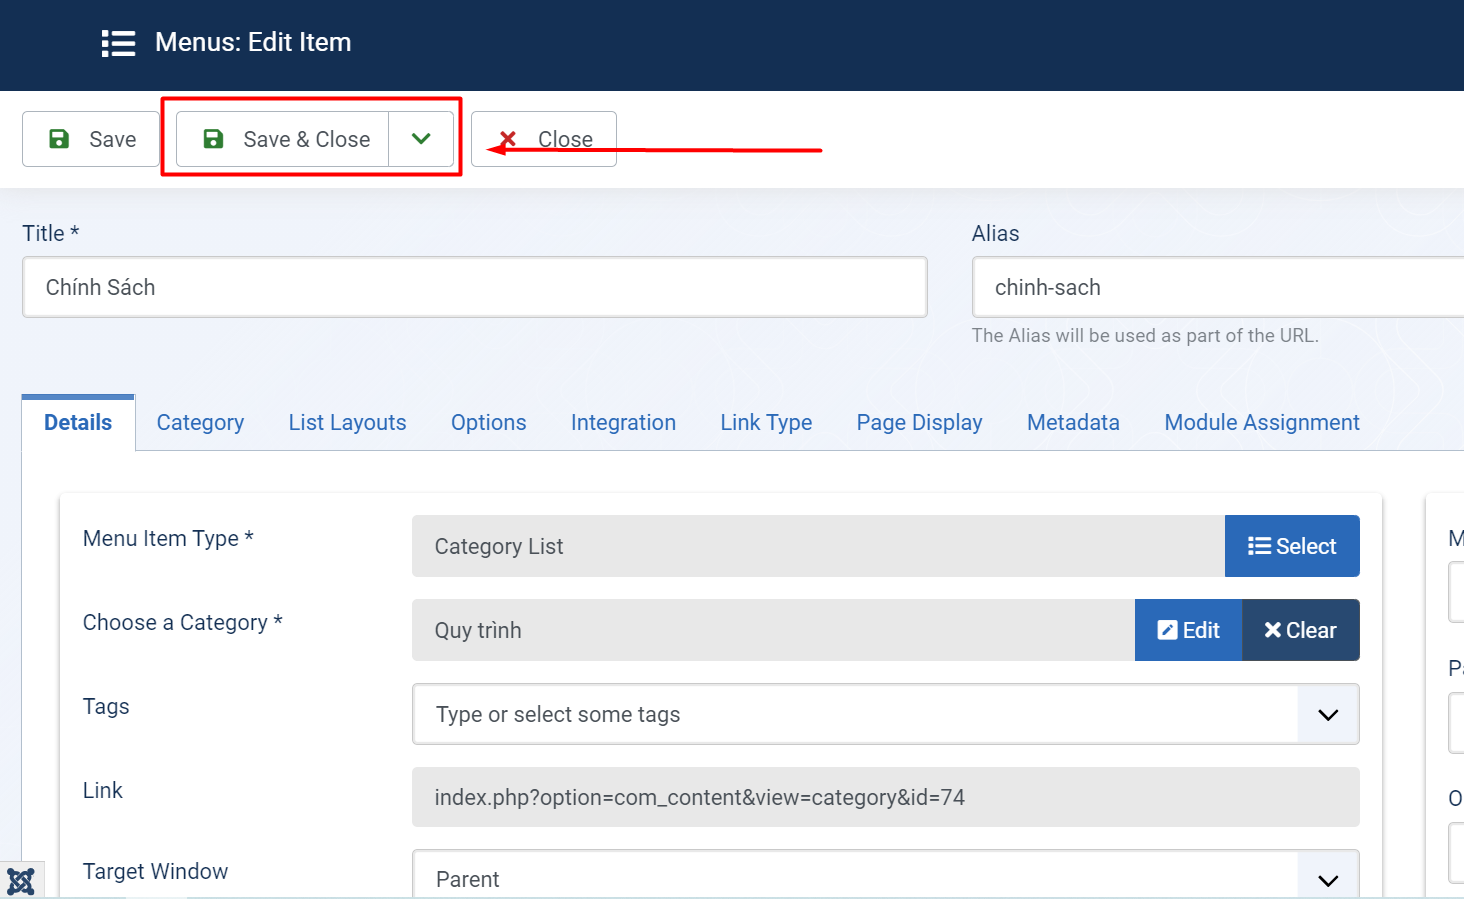 Menus: Edit Item
Save
Save & Close
Close
Title *
Alias
Chính Sách
chinh-sach
The Alias will be used as part of the URL.
Details
Category
List Layouts
Options
Integration
Link Type
Page Display
Metadata
Module Assignment
Menu Item Type *
Category List
Select
Choose a Category *
Quy trình
Edit
Clear
Tags
Type or select some tags
Link
index.php?option=com_content&view=category&id=74
Target Window
Parent